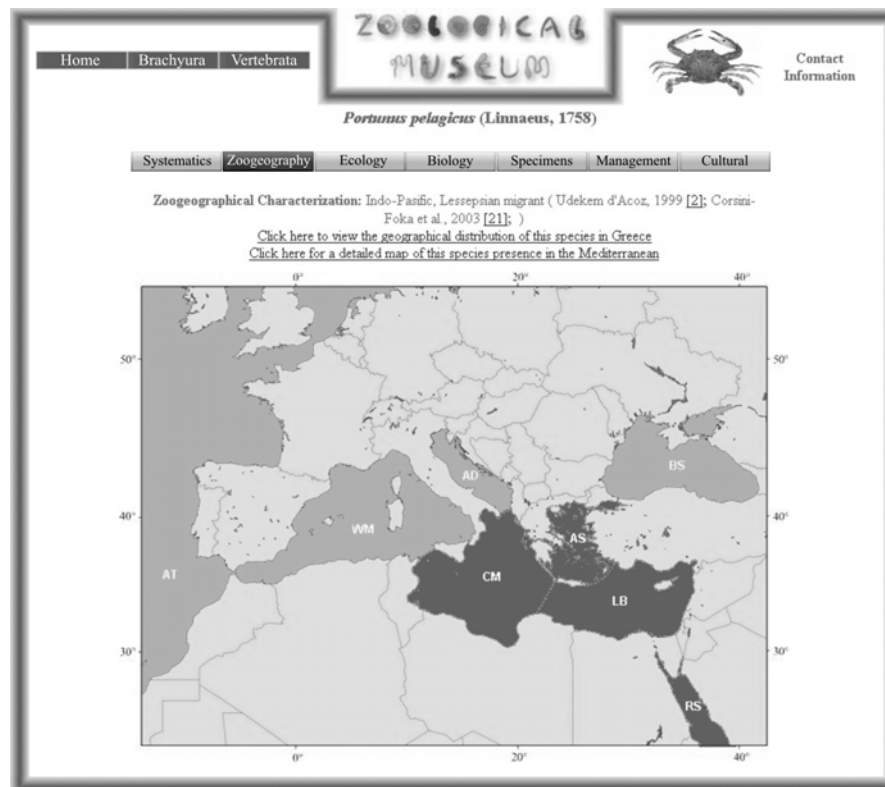 ZOOLOGICAL
MUSEUM
Home Brachyura Vertebrata
Contact
Information
Portunus pelagicus (Linnaeus, 1758)
Systematics Zoogeography Ecology Biology Specimens Management Cultural
Zoogeographical Characterization: Indo-Pasific, Lessepsian migrant ( Udekem d'Acoz, 1999 [2]; Corsini-
Foka et al., 2003 [21]; )
Click here to view the geographical distribution of this species in Greece
Click here for a detailed map of this species presence in the Mediterranean
0° 20° 40°
50° 50°
BS
AD
40° 40°
WM AS
AT CM
LB
30° 30°
RS
0° 20° 40°